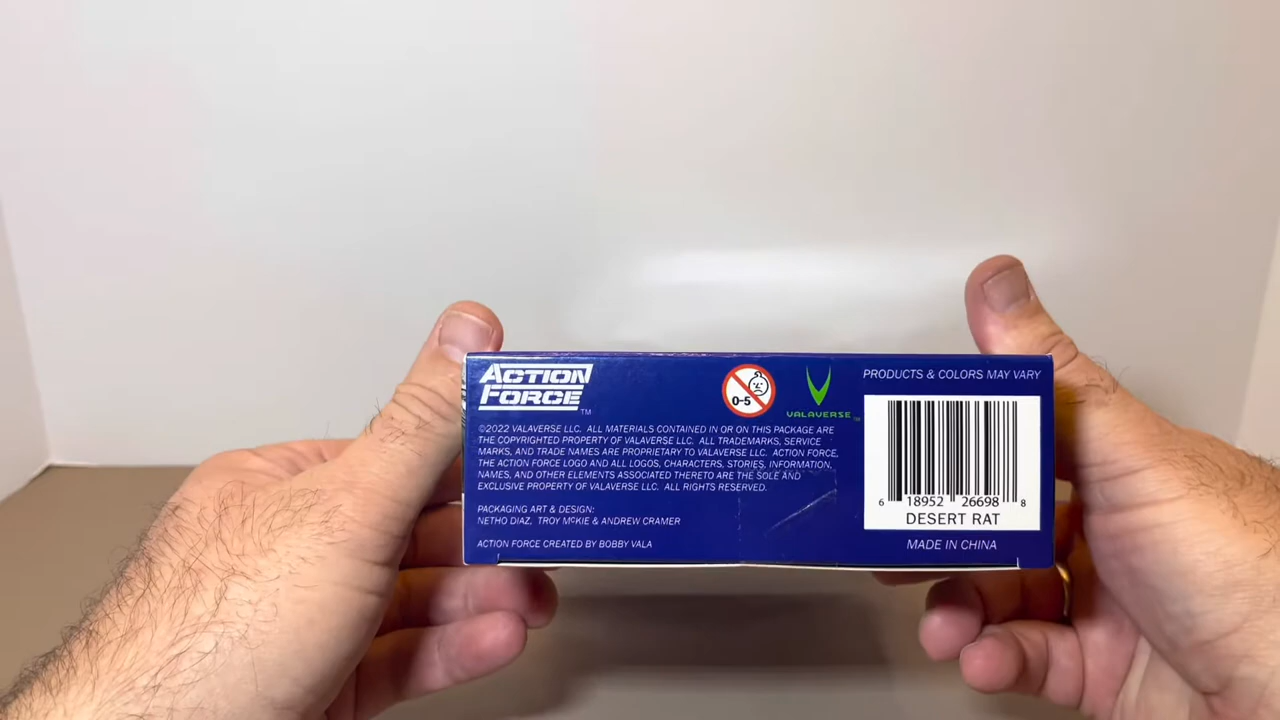 ACTION
FORCE
TM
0-5
VALAVERSE
TM
PRODUCTS & COLORS MAY VARY
©2022 VALAVERSE LLC. ALL MATERIALS CONTAINED IN OR ON THIS PACKAGE ARE
THE COPYRIGHTED PROPERTY OF VALAVERSE LLC. ALL TRADEMARKS, SERVICE
MARKS, AND TRADE NAMES ARE PROPRIETARY TO VALAVERSE LLC. ACTION FORCE,
THE ACTION FORCE LOGO AND ALL LOGOS, CHARACTERS, STORIES, INFORMATION,
NAMES, AND OTHER ELEMENTS ASSOCIATED THERETO ARE THE SOLE AND
EXCLUSIVE PROPERTY OF VALAVERSE LLC. ALL RIGHTS RESERVED.
PACKAGING ART & DESIGN:
NETHO DIAZ, TROY McKIE & ANDREW CRAMER
ACTION FORCE CREATED BY BOBBY VALA
6 18952 26698 8
DESERT RAT
MADE IN CHINA